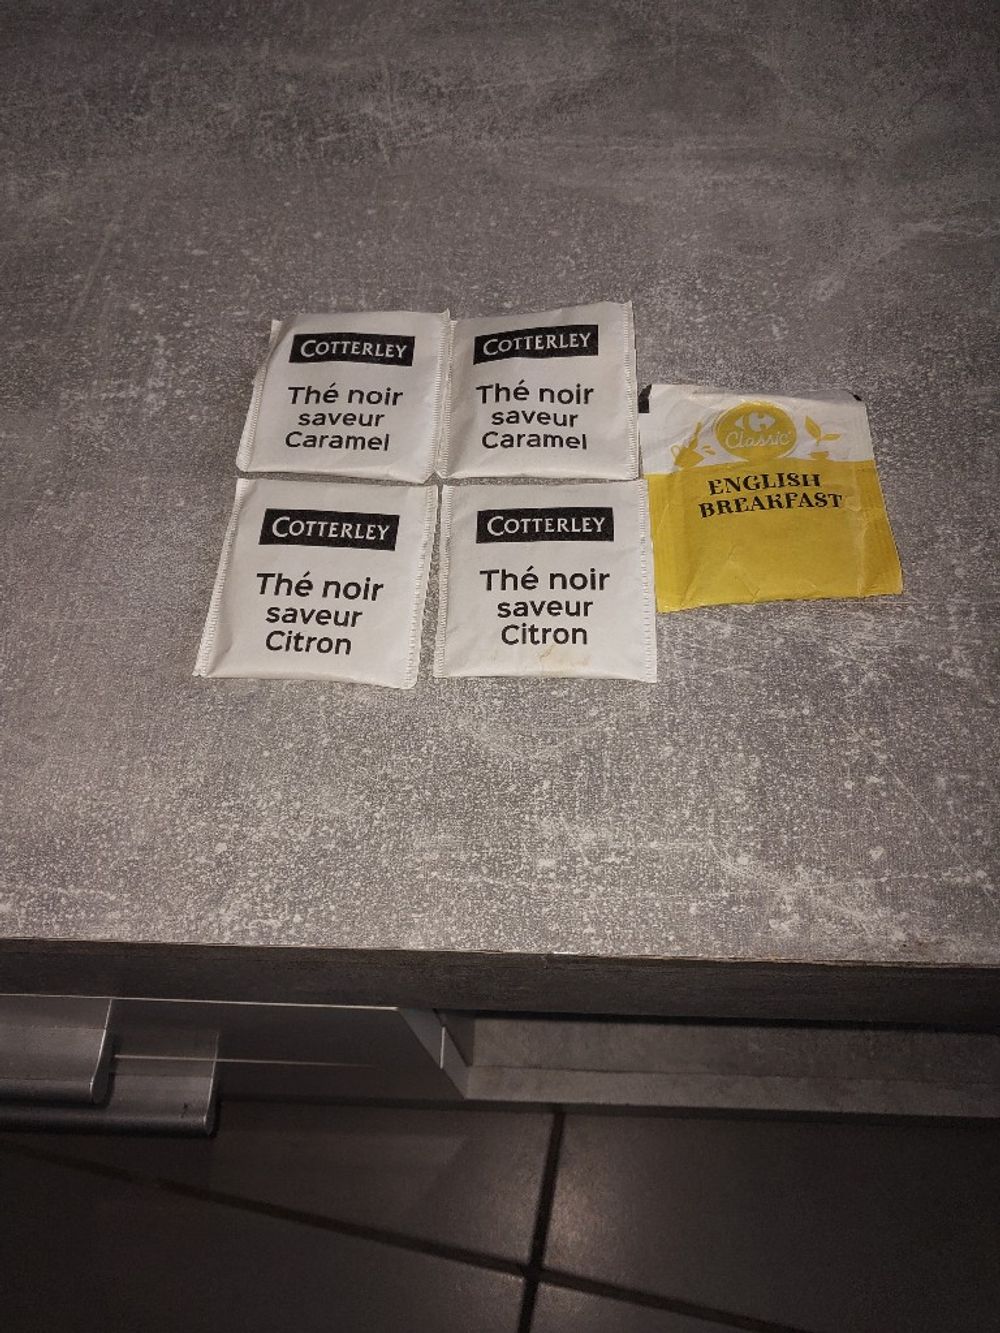 COTTERLEY
Thé noir
saveur
Caramel
COTTERLEY
Thé noir
saveur
Caramel
Classic
ENGLISH
BREAKFAST
COTTERLEY
Thé noir
saveur
Citron
COTTERLEY
Thé noir
saveur
Citron